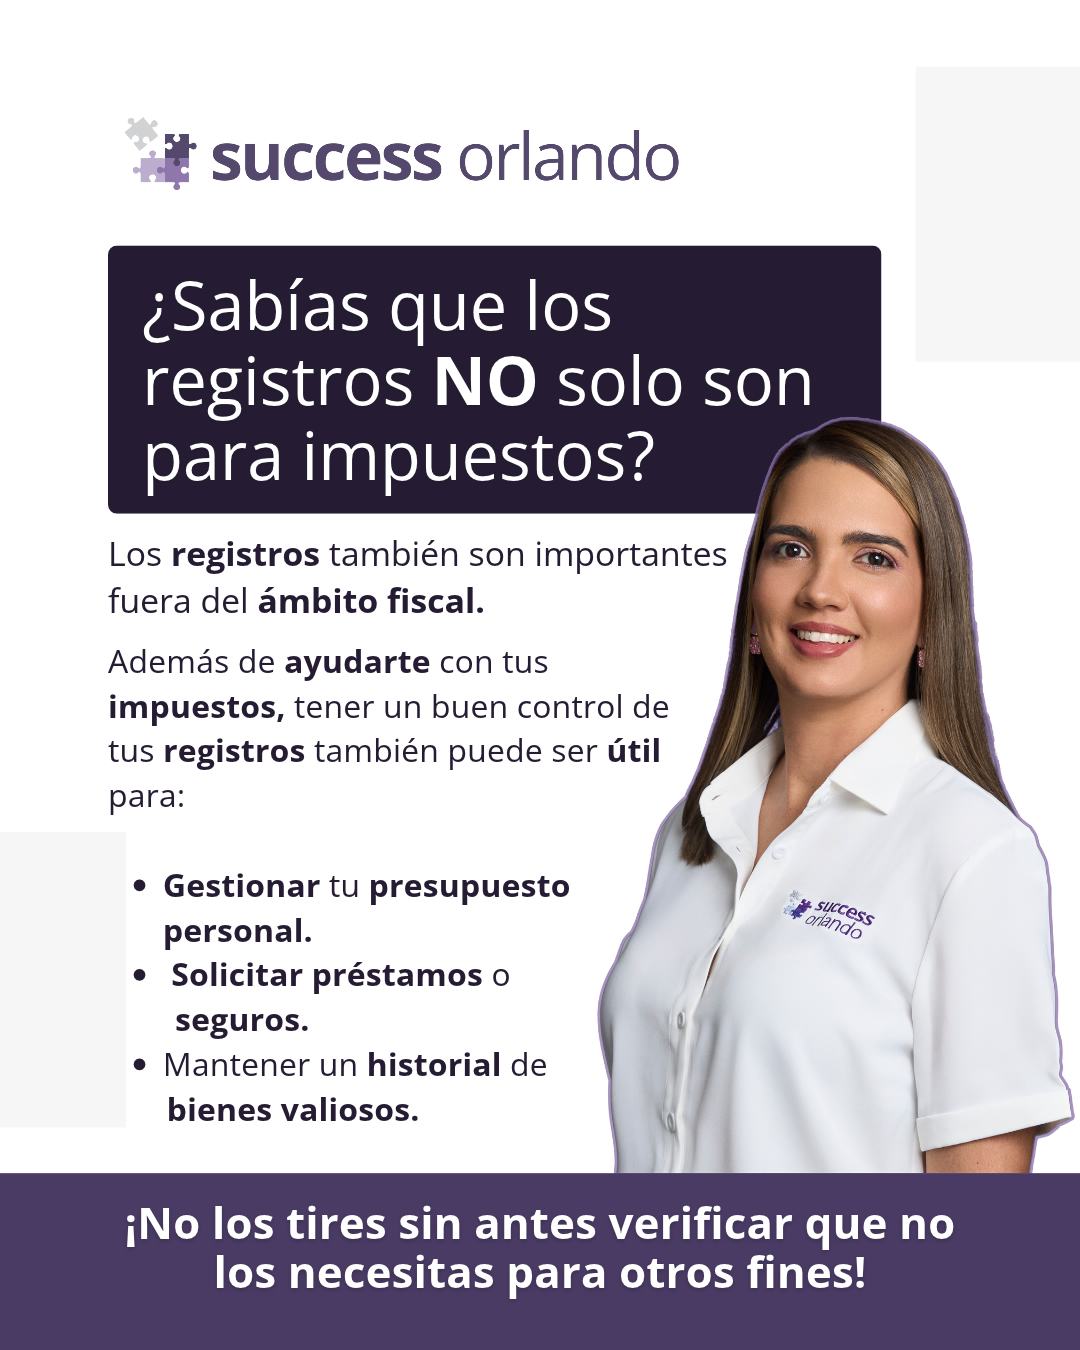 success orlando
¿Sabías que los
registros NO solo son
para impuestos?
Los registros también son importantes
fuera del ámbito fiscal.
Además de ayudarte con tus
impuestos, tener un buen control de
tus registros también puede ser útil
para:
• Gestionar tu presupuesto
personal.
• Solicitar préstamos o
seguros.
• Mantener un historial de
bienes valiosos.
success
orlando
¡No los tires sin antes verificar que no
los necesitas para otros fines!